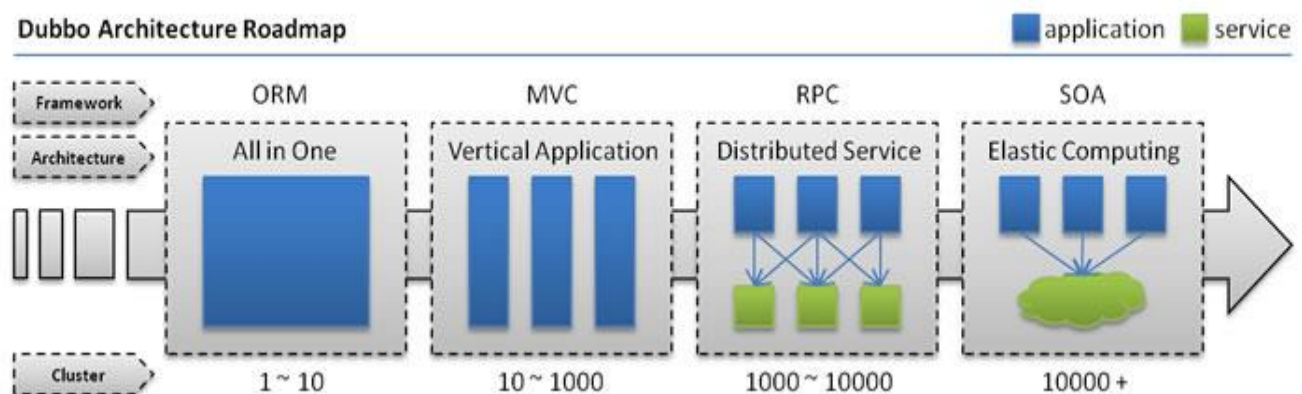 Dubbo Architecture Roadmap
application
service
Framework
ORM
MVC
RPC
SOA
Architecture
All in One
Vertical Application
Distributed Service
Elastic Computing
Cluster
1 ~ 10
10 ~ 1000
1000 ~ 10000
10000 +